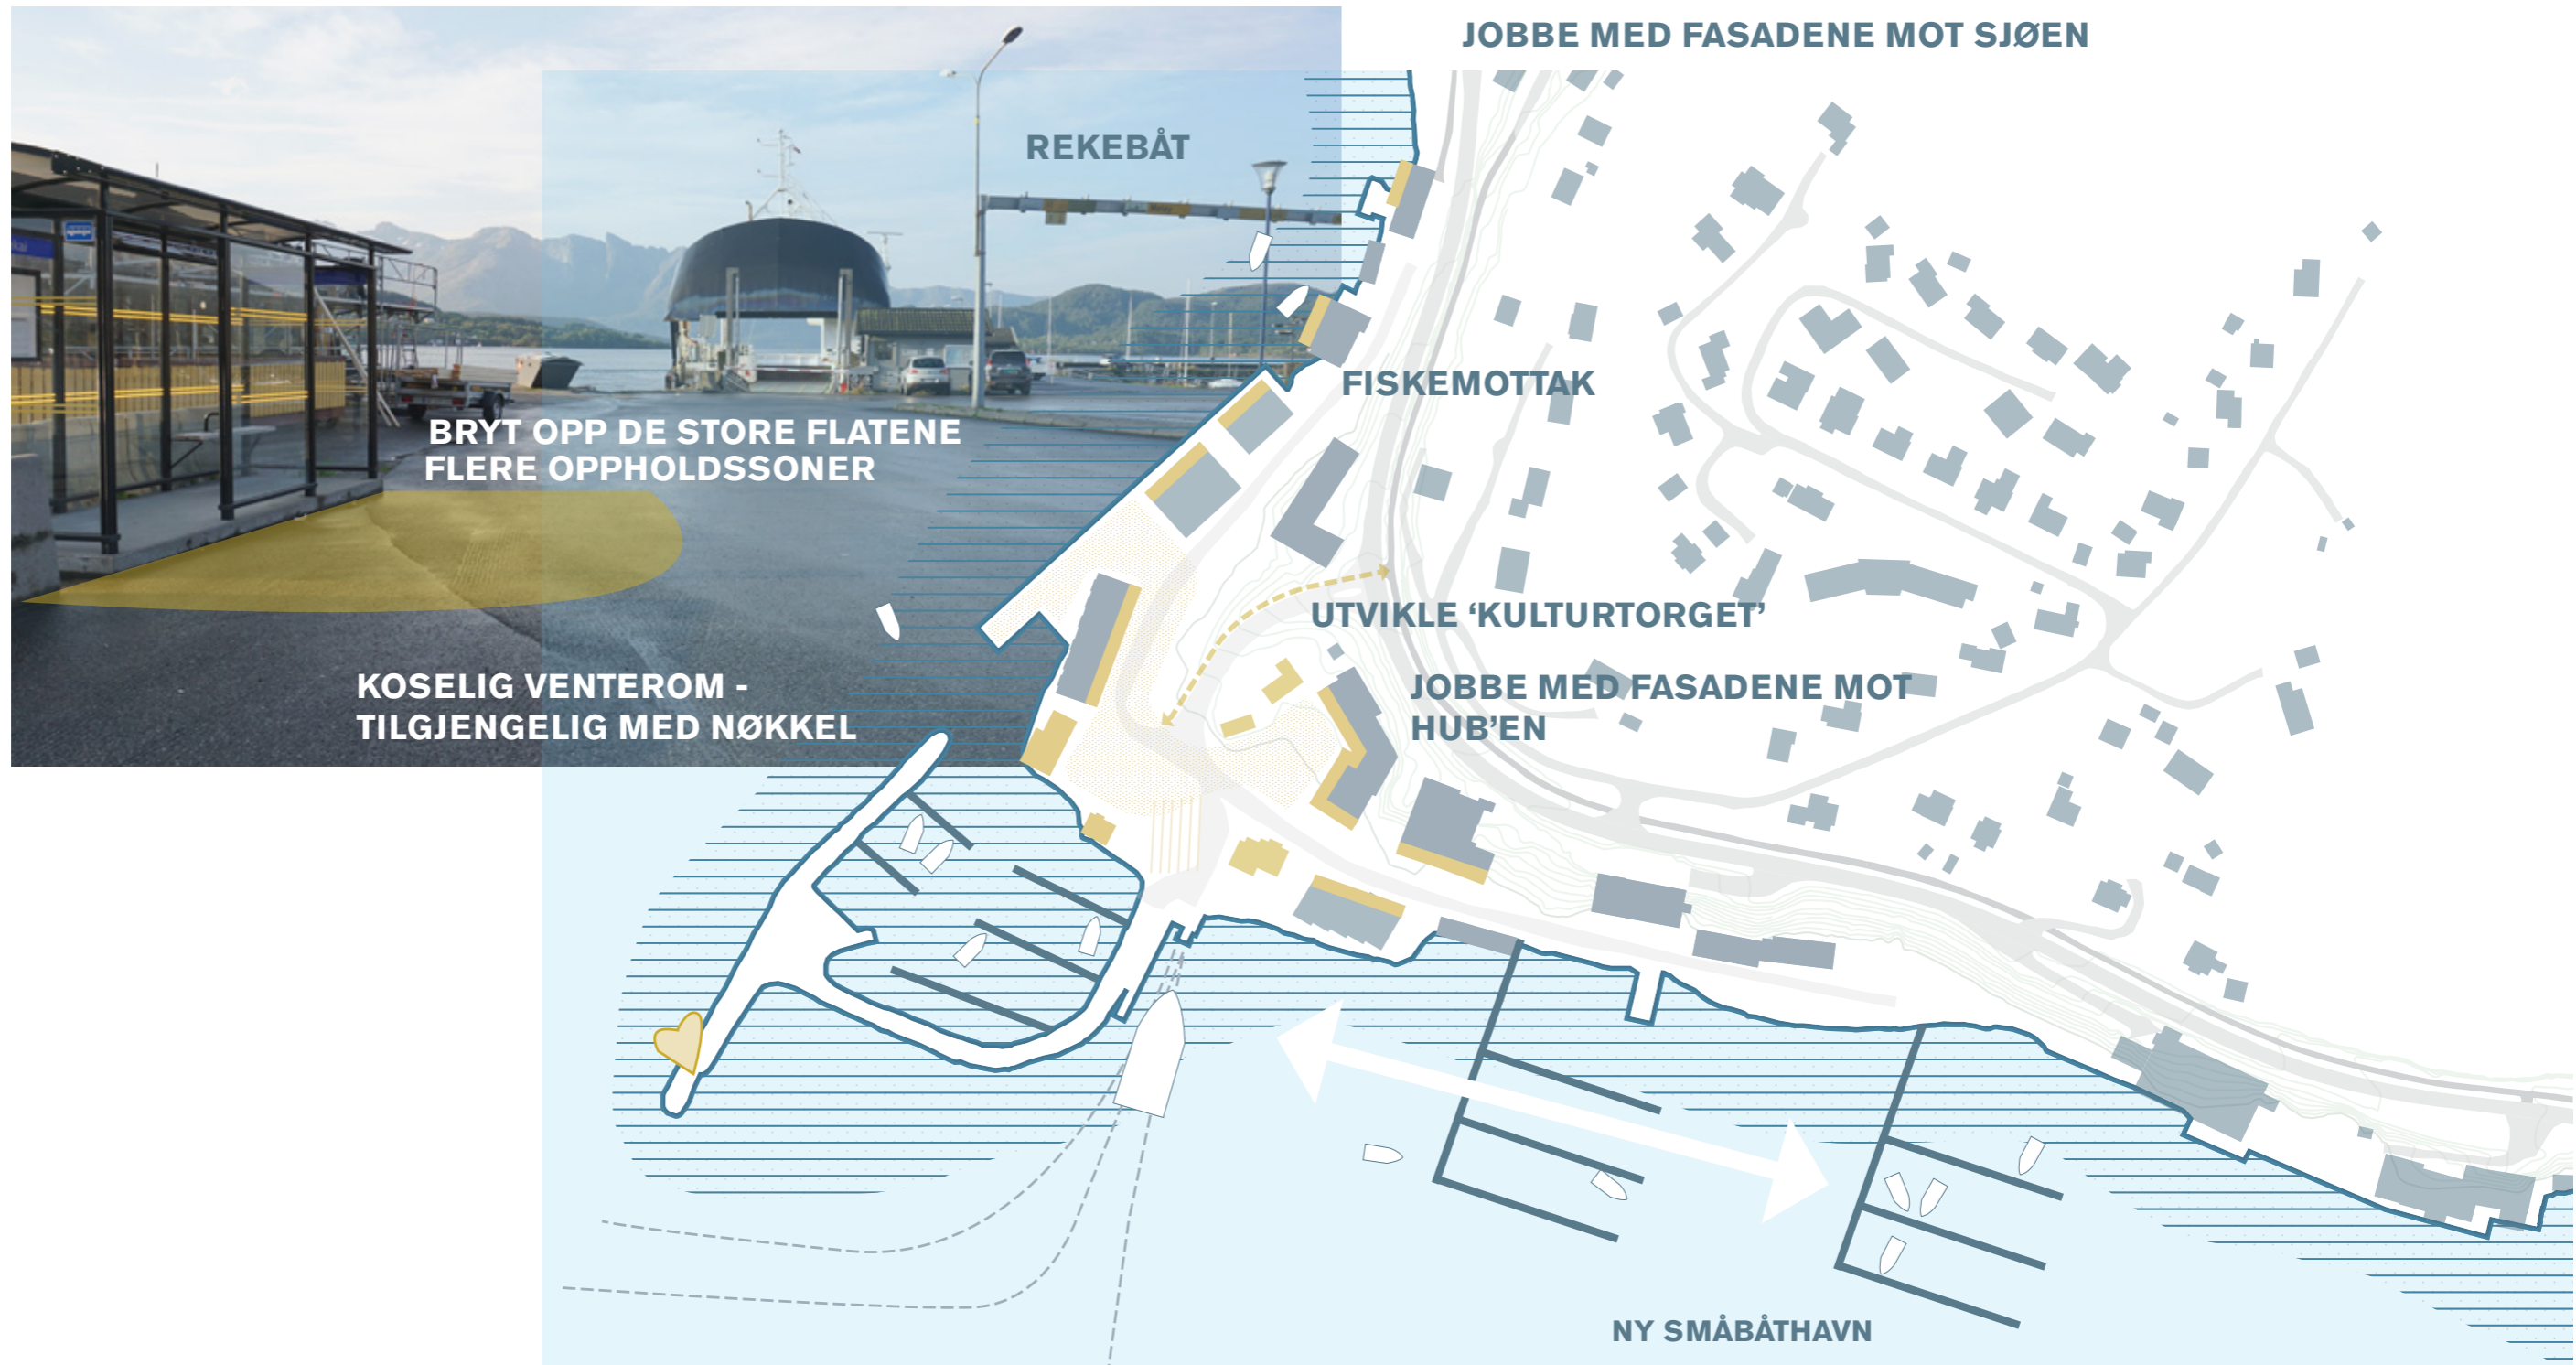 JOBBE MED FASADENE MOT SJØEN
REKEBÅT
FISKEMOTTAK
BRYT OPP DE STORE FLATENE
FLERE OPPHOLDSSONER
UTVIKLE ‘KULTURTORGET’
KOSELIG VENTEROM -
TILGJENGELIG MED NØKKEL
JOBBE MED FASADENE MOT
HUB’EN
NY SMÅBÅTHAVN